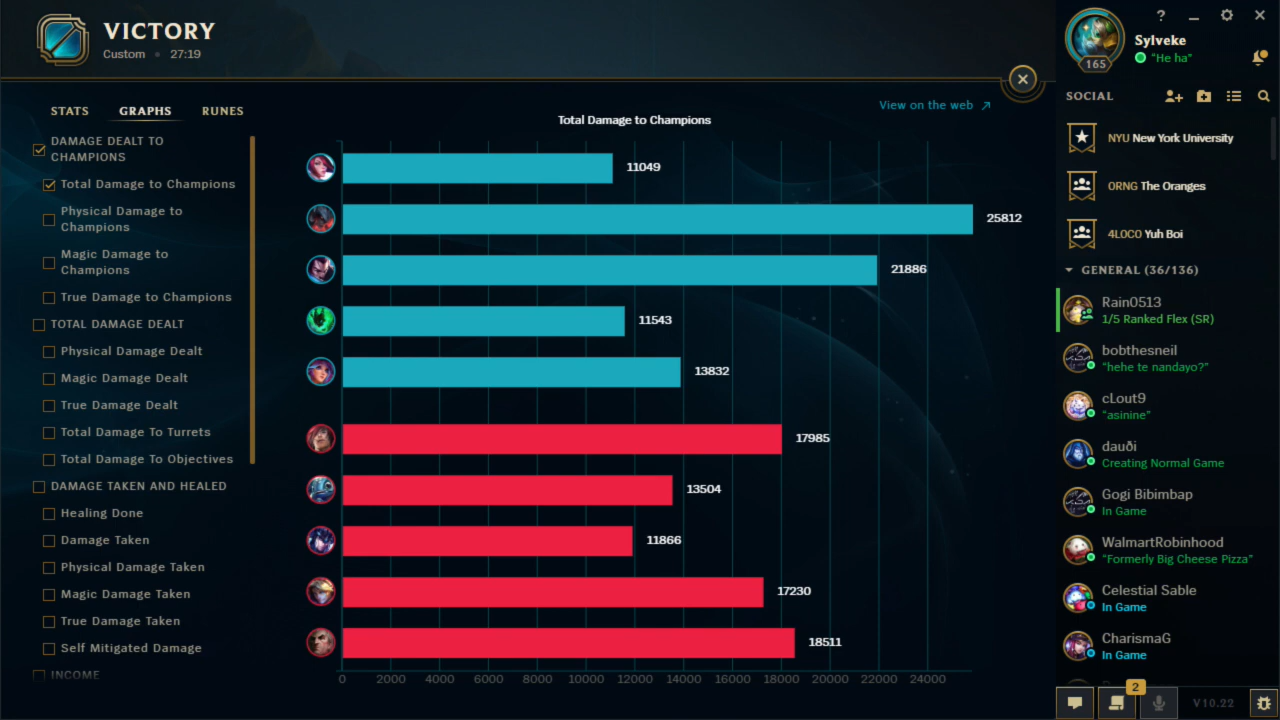 VICTORY
Custom • 27:19
STATS
GRAPHS
RUNES
View on the web
DAMAGE DEALT TO
CHAMPIONS
Total Damage to Champions
Physical Damage to
Champions
Magic Damage to
Champions
True Damage to Champions
TOTAL DAMAGE DEALT
Physical Damage Dealt
Magic Damage Dealt
True Damage Dealt
Total Damage To Turrets
Total Damage To Objectives
DAMAGE TAKEN AND HEALED
Healing Done
Damage Taken
Physical Damage Taken
Magic Damage Taken
True Damage Taken
Self Mitigated Damage
INCOME
Total Damage to Champions
11049
25812
21886
11543
13832
17985
13504
11866
17230
18511
0 2000 4000 6000 8000 10000 12000 14000 16000 18000 20000 22000 24000
?
165
Sylveke
"He ha"
SOCIAL
NYU New York University
ORNG The Oranges
4LOCO Yuh Boi
GENERAL (36/136)
Rain0513
1/5 Ranked Flex (SR)
bobthesneil
"hehe te nandayo?"
cLout9
"asinine"
dauði
Creating Normal Game
Gogi Bibimbap
In Game
WalmartRobinhood
"Formerly Big Cheese Pizza"
Celestial Sable
In Game
CharismaG
In Game
2
V10.22